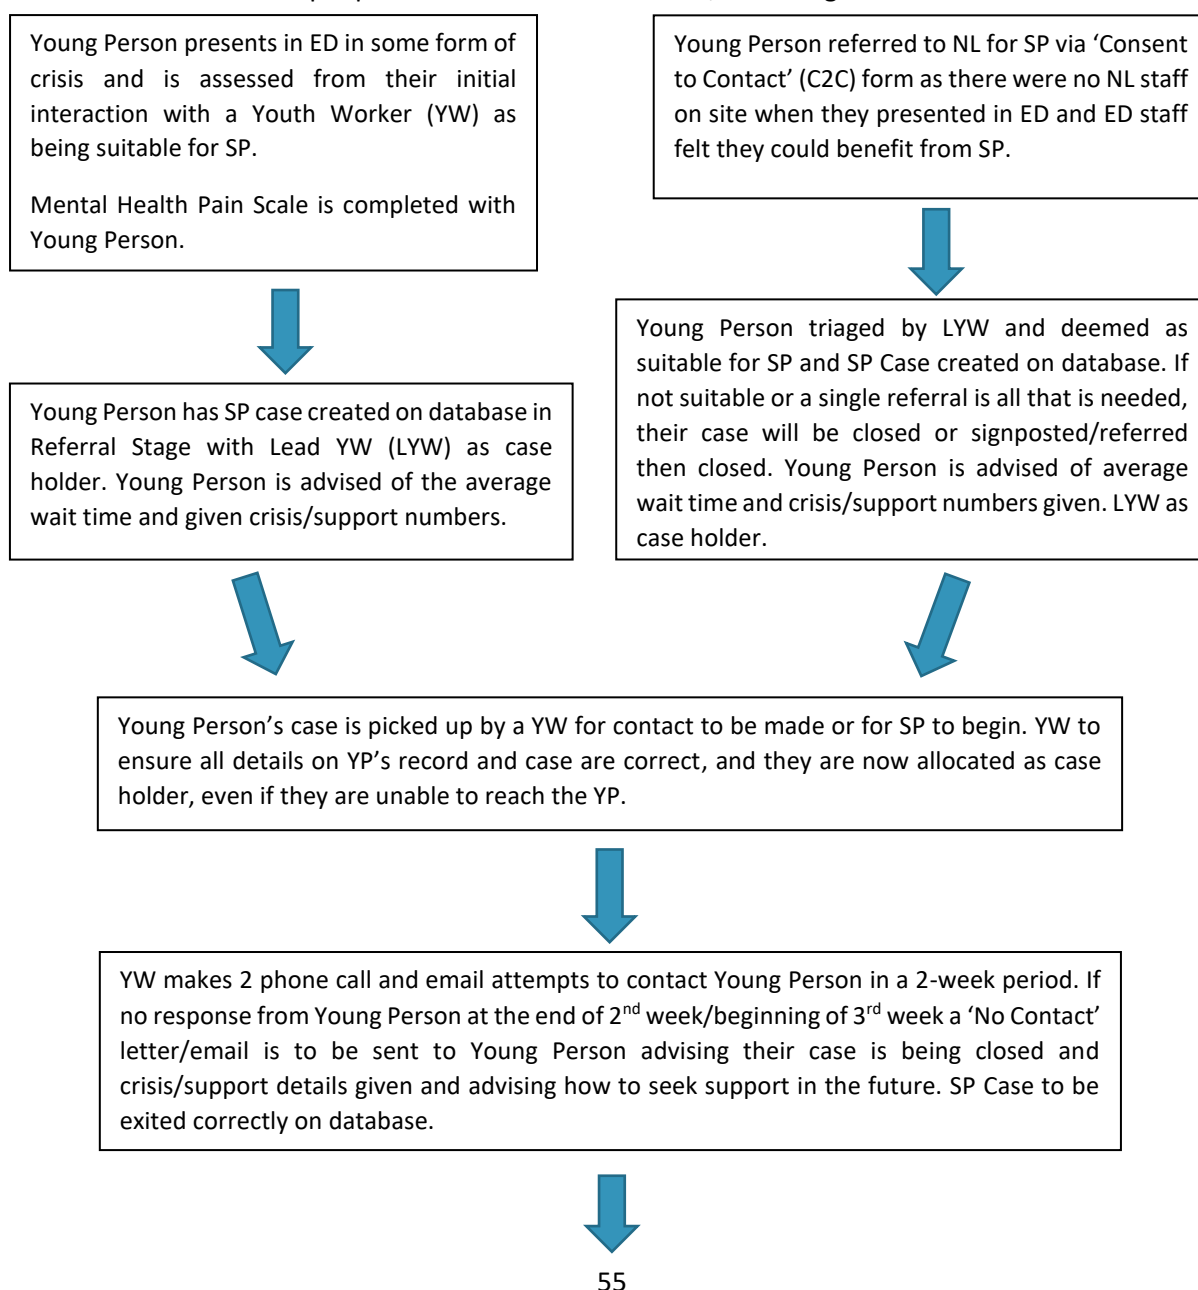 Young Person presents in ED in some form of
crisis and is assessed from their initial
interaction with a Youth Worker (YW) as
being suitable for SP.
Mental Health Pain Scale is completed with
Young Person.
Young Person referred to NL for SP via ‘Consent
to Contact’ (C2C) form as there were no NL staff
on site when they presented in ED and ED staff
felt they could benefit from SP.
Young Person has SP case created on database in
Referral Stage with Lead YW (LYW) as case
holder. Young Person is advised of the average
wait time and given crisis/support numbers.
Young Person triaged by LYW and deemed as
suitable for SP and SP Case created on database. If
not suitable or a single referral is all that is needed,
their case will be closed or signposted/referred
then closed. Young Person is advised of average
wait time and crisis/support numbers given. LYW as
case holder.
Young Person’s case is picked up by a YW for contact to be made or for SP to begin. YW to
ensure all details on YP’s record and case are correct, and they are now allocated as case
holder, even if they are unable to reach the YP.
YW makes 2 phone call and email attempts to contact Young Person in a 2-week period. If
no response from Young Person at the end of 2nd week/beginning of 3rd week a ‘No Contact’
letter/email is to be sent to Young Person advising their case is being closed and
crisis/support details given and advising how to seek support in the future. SP Case to be
exited correctly on database.
55